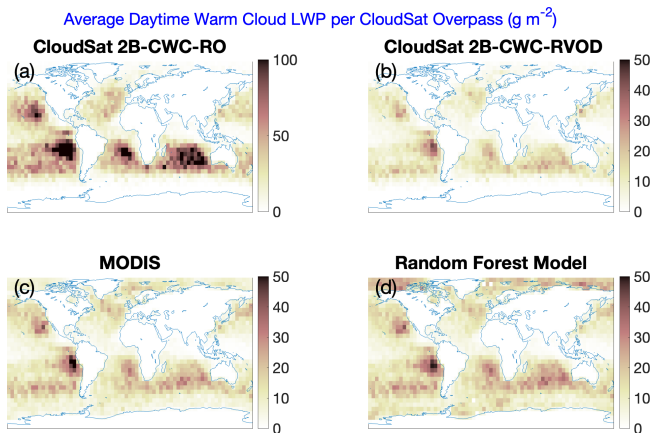 Average Daytime Warm Cloud LWP per CloudSat Overpass (g m⁻²)
CloudSat 2B-CWC-RO
(a)
100
50
0
CloudSat 2B-CWC-RVOD
(b)
50
40
30
20
10
0
MODIS
(c)
50
40
30
20
10
0
Random Forest Model
(d)
50
40
30
20
10
0